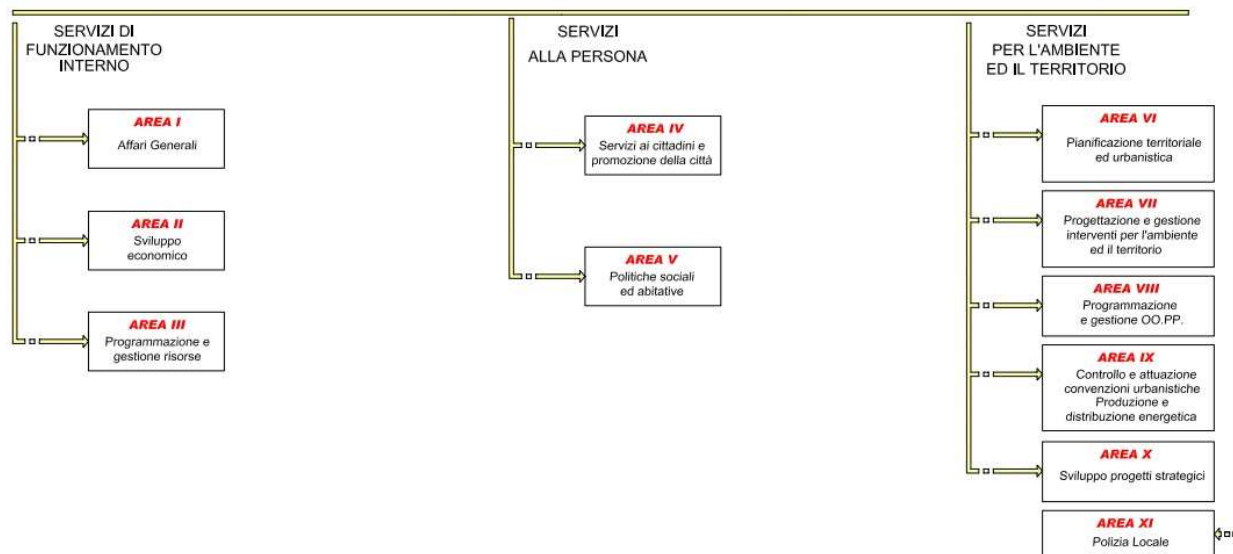 SERVIZI DI
FUNZIONAMENTO
INTERNO
AREA I
Affari Generali
AREA II
Sviluppo
economico
AREA III
Programmazione e
gestione risorse
SERVIZI
ALLA PERSONA
AREA IV
Servizi ai cittadini e
promozione della città
AREA V
Politiche sociali
ed abitative
SERVIZI
PER L'AMBIENTE
ED IL TERRITORIO
AREA VI
Pianificazione territoriale
ed urbanistica
AREA VII
Progettazione e gestione
interventi per l'ambiente
ed il territorio
AREA VIII
Programmazione
e gestione OO.PP.
AREA IX
Controllo e attuazione
convenzioni urbanistiche
Produzione e
distribuzione energetica
AREA X
Sviluppo progetti strategici
AREA XI
Polizia Locale